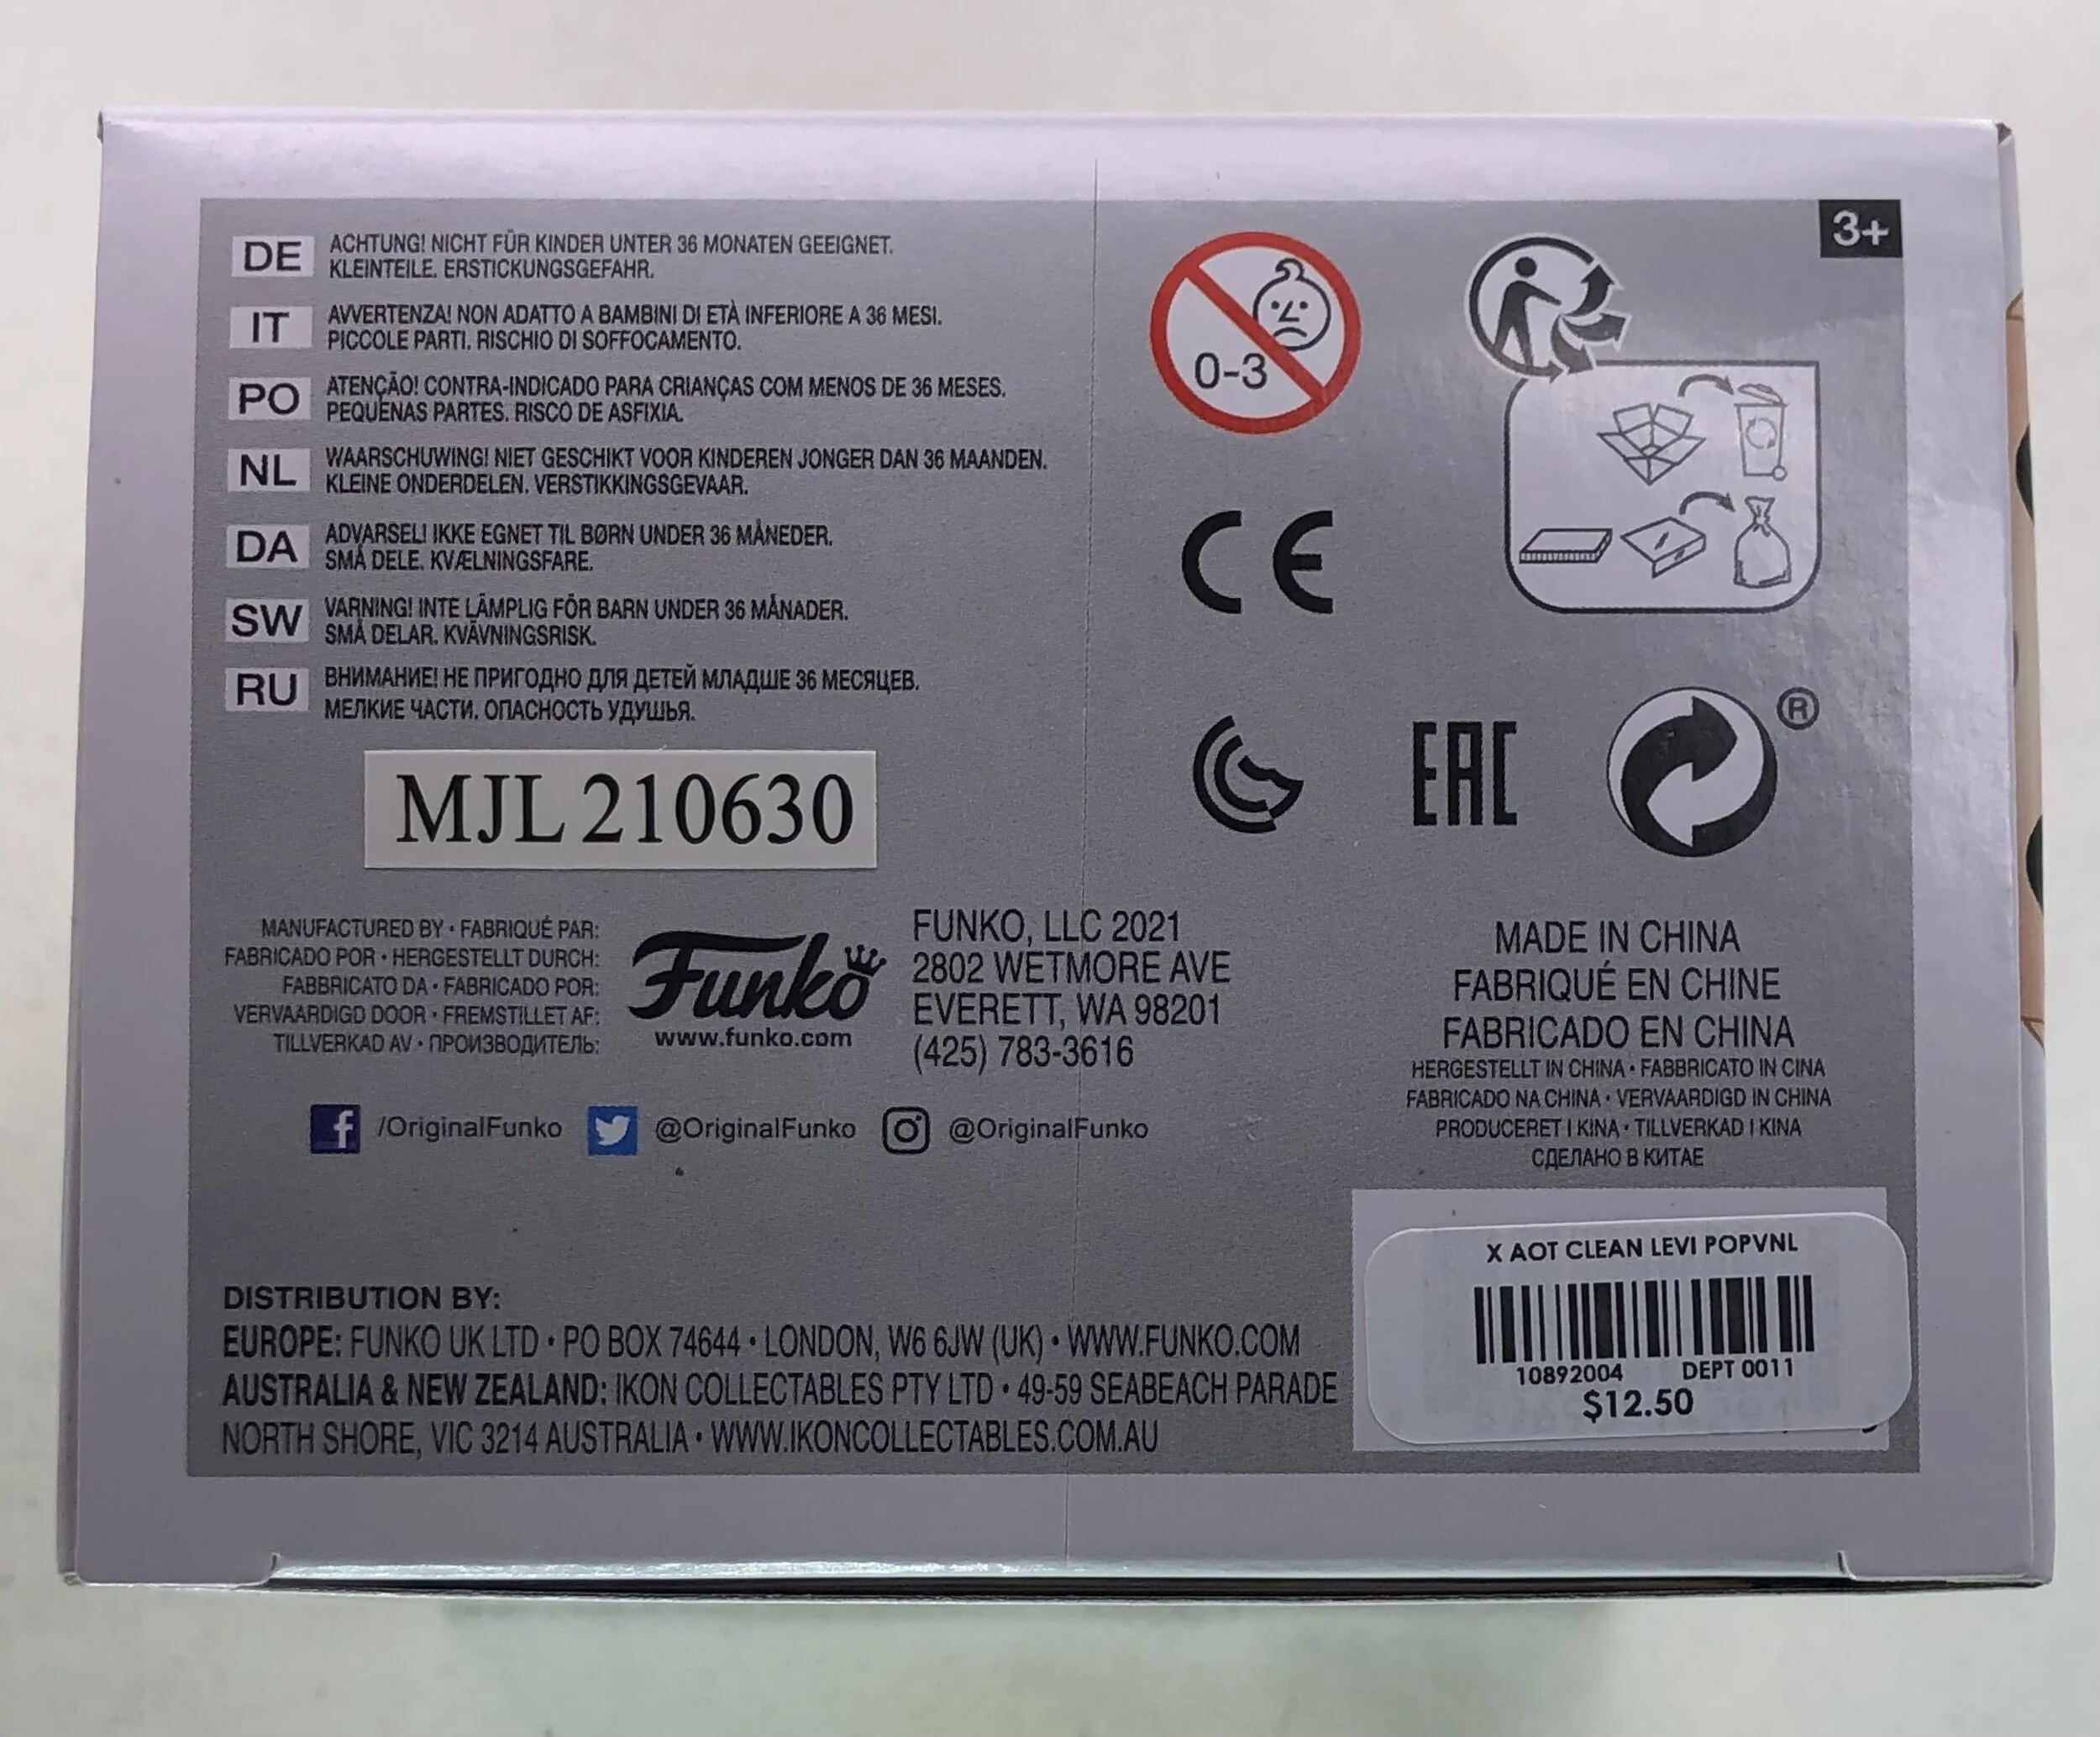 3+
DE
ACHTUNG! NICHT FÜR KINDER UNTER 36 MONATEN GEEIGNET.
KLEINTEILE. ERSTICKUNGSGEFAHR.
IT
AVVERTENZA! NON ADATTO A BAMBINI DI ETÀ INFERIORE A 36 MESI.
PICCOLE PARTI. RISCHIO DI SOFFOCAMENTO.
PO
ATENÇÃO! CONTRA-INDICADO PARA CRIANÇAS COM MENOS DE 36 MESES.
PEQUENAS PARTES. RISCO DE ASFIXIA.
NL
WAARSCHUWING! NIET GESCHIKT VOOR KINDEREN JONGER DAN 36 MAANDEN.
KLEINE ONDERDELEN. VERSTIKKINGSGEVAAR.
DA
ADVARSEL! IKKE EGNET TIL BØRN UNDER 36 MÅNEDER.
SMÅ DELE. KVÆLNINGSFARE.
SW
VARNING! INTE LÄMPLIG FÖR BARN UNDER 36 MÅNADER.
SMÅ DELAR. KVÄVNINGSRISK.
RU
ВНИМАНИЕ! НЕ ПРИГОДНО ДЛЯ ДЕТЕЙ МЛАДШЕ 36 МЕСЯЦЕВ.
МЕЛКИЕ ЧАСТИ. ОПАСНОСТЬ УДУШЬЯ.
0-3
CE
EAC
®
MJL 210630
MANUFACTURED BY • FABRIQUÉ PAR:
FABRICADO POR • HERGESTELLT DURCH:
FABBRICATO DA • FABRICADO POR:
VERVAARDIGD DOOR • FREMSTILLET AF:
TILLVERKAD AV • ПРОИЗВОДИТЕЛЬ:
Funko
www.funko.com
FUNKO, LLC 2021
2802 WETMORE AVE
EVERETT, WA 98201
(425) 783-3616
MADE IN CHINA
FABRIQUÉ EN CHINE
FABRICADO EN CHINA
HERGESTELLT IN CHINA • FABBRICATO IN CINA
FABRICADO NA CHINA • VERVAARDIGD IN CHINA
PRODUCERET I KINA • TILLVERKAD I KINA
СДЕЛАНО В КИТАЕ
f /OriginalFunko @OriginalFunko @OriginalFunko
DISTRIBUTION BY:
EUROPE: FUNKO UK LTD • PO BOX 74644 • LONDON, W6 6JW (UK) • WWW.FUNKO.COM
AUSTRALIA & NEW ZEALAND: IKON COLLECTABLES PTY LTD • 49-59 SEABEACH PARADE
NORTH SHORE, VIC 3214 AUSTRALIA • WWW.IKONCOLLECTABLES.COM.AU
X AOT CLEAN LEVI POPVNL
10892004 DEPT 0011
$12.50